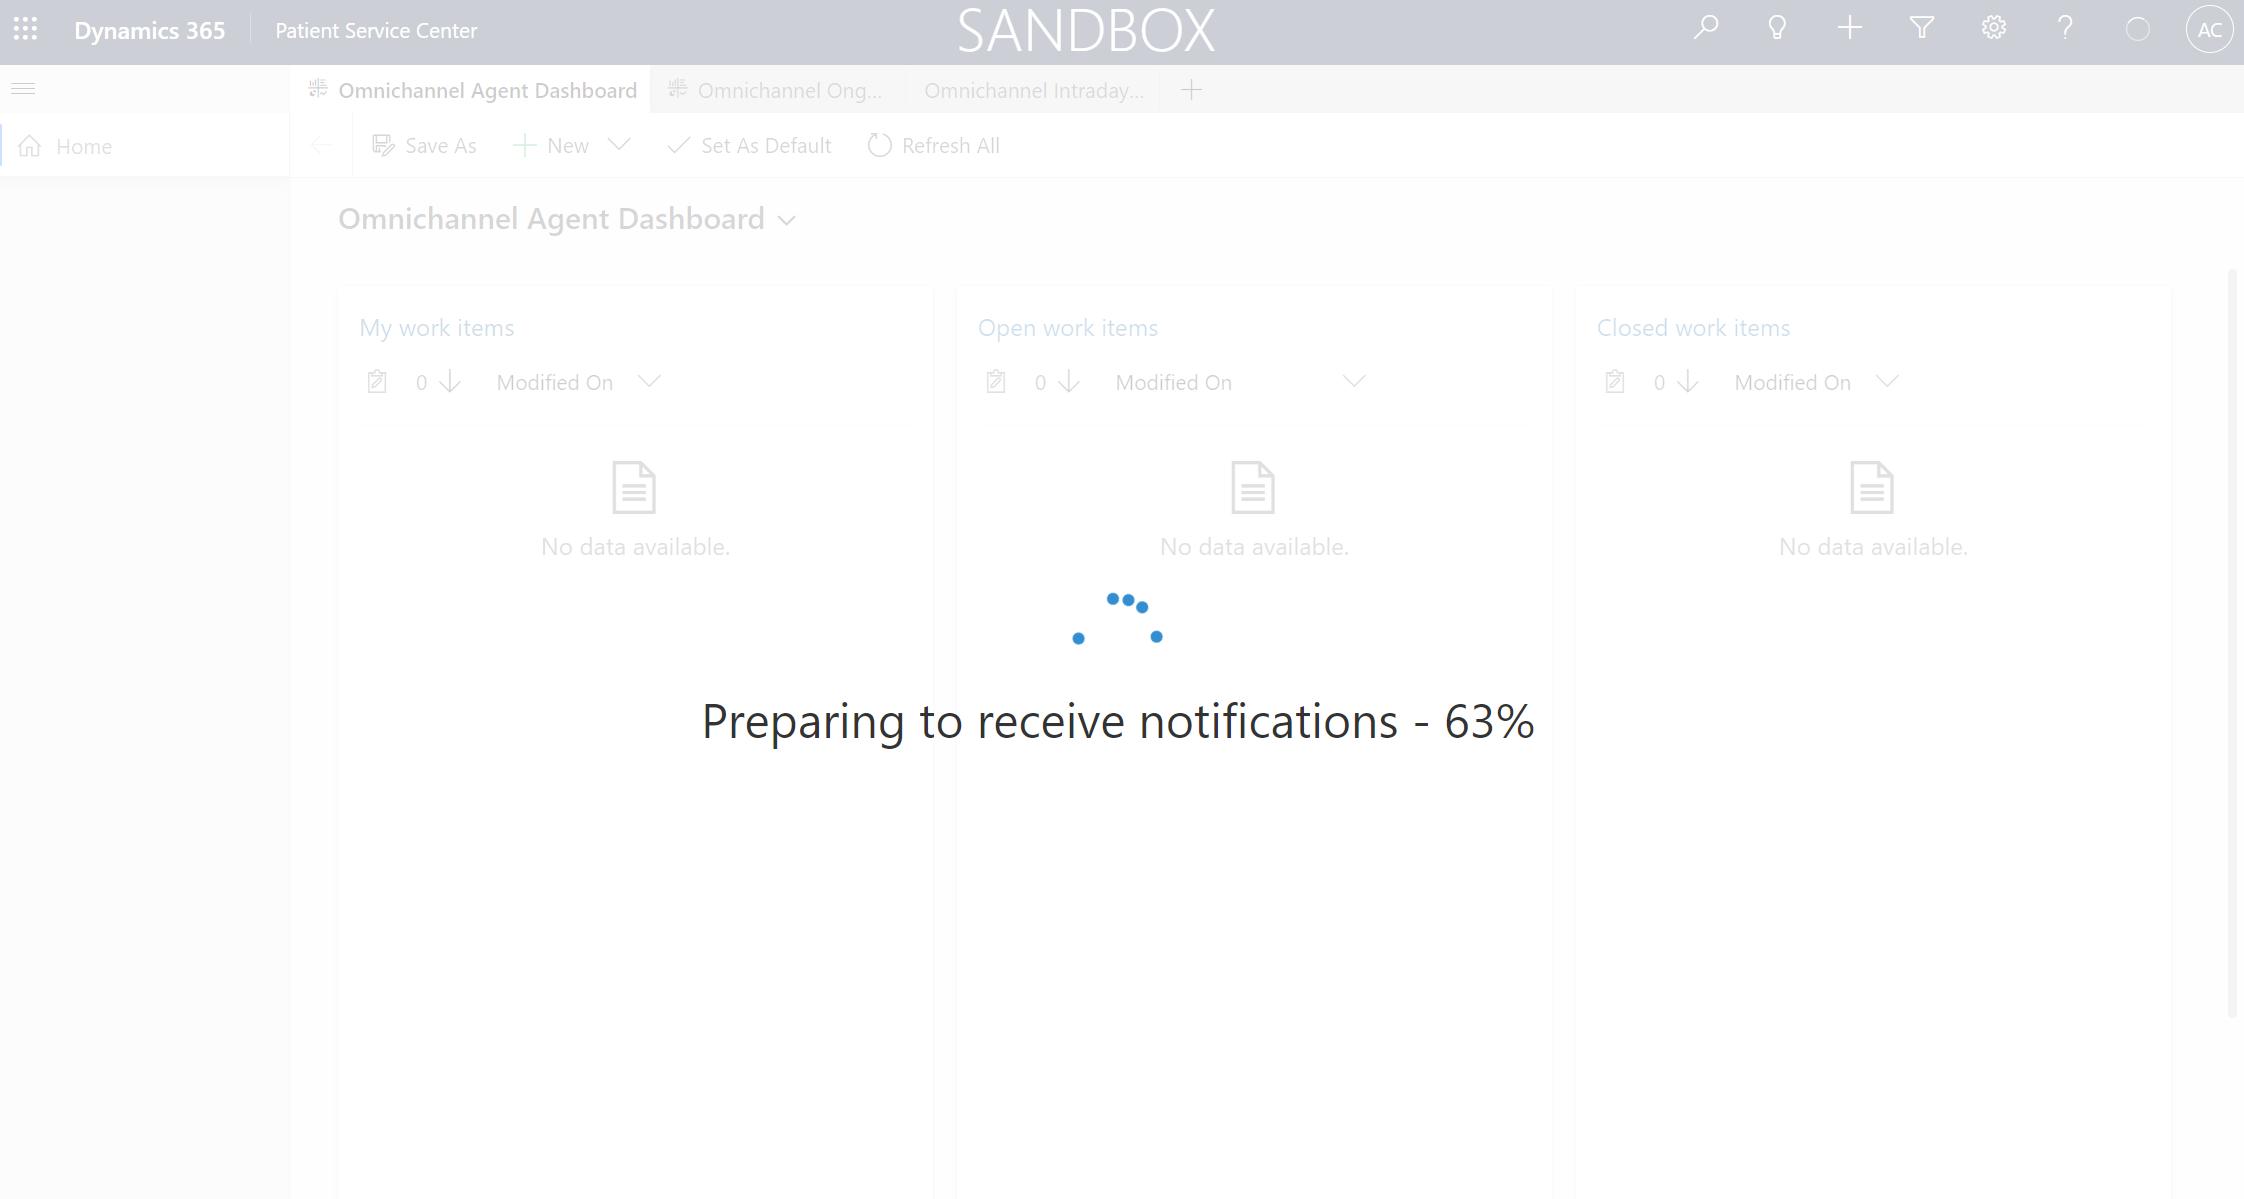 Dynamics 365
Patient Service Center
SANDBOX
AC
Omnichannel Agent Dashboard
Omnichannel Ong...
Omnichannel Intraday...
Home
Save As
New
Set As Default
Refresh All
Omnichannel Agent Dashboard
My work items
0
Modified On
No data available.
Open work items
0
Modified On
No data available.
Closed work items
0
Modified On
No data available.
Preparing to receive notifications - 63%